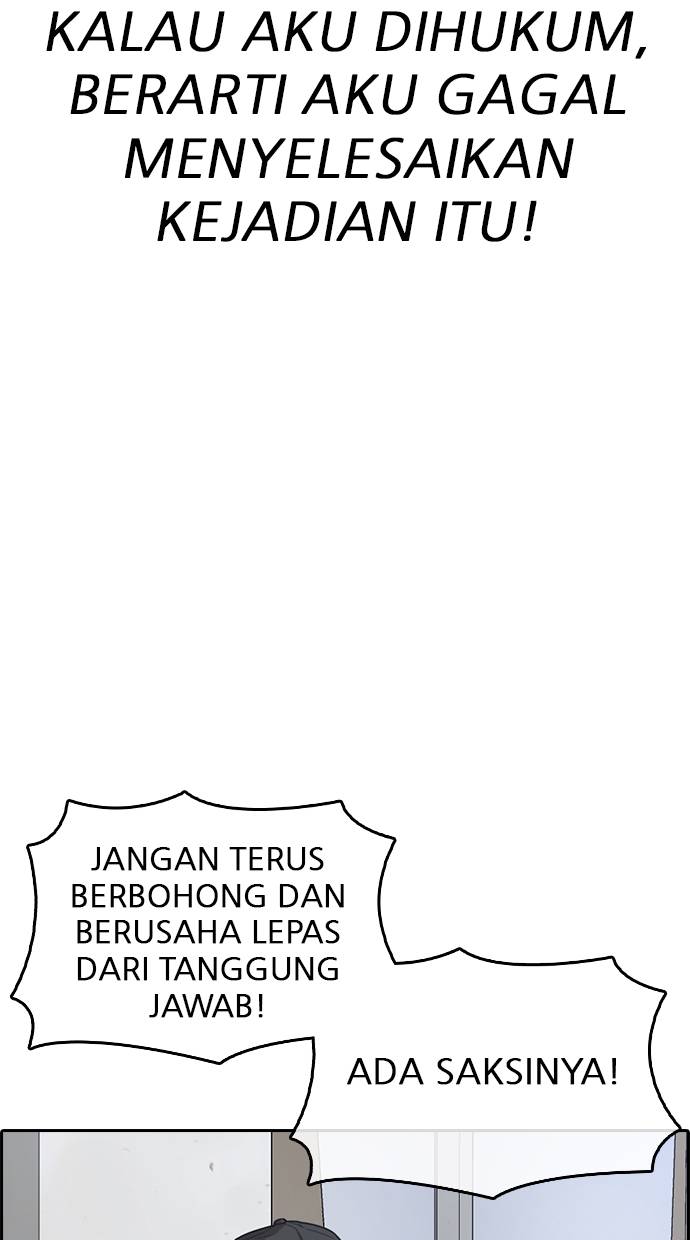 KALAU AKU DIHUKUM,
BERARTI AKU GAGAL
MENYELESAIKAN
KEJADIAN ITU!
JANGAN TERUS
BERBOHONG DAN
BERUSAHA LEPAS
DARI TANGGUNG
JAWAB!
ADA SAKSINYA!